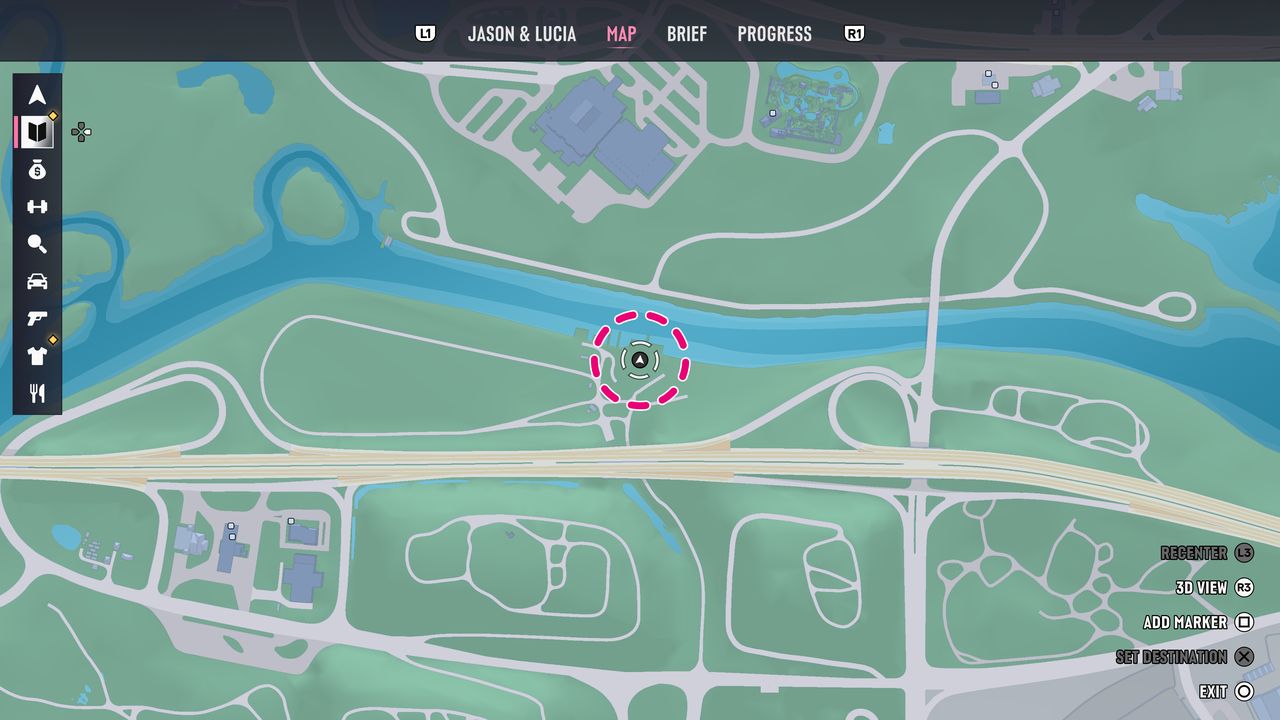 L1 JASON & LUCIA MAP BRIEF PROGRESS R1
$
RECENTER L3
3D VIEW R3
ADD MARKER
SET DESTINATION
EXIT